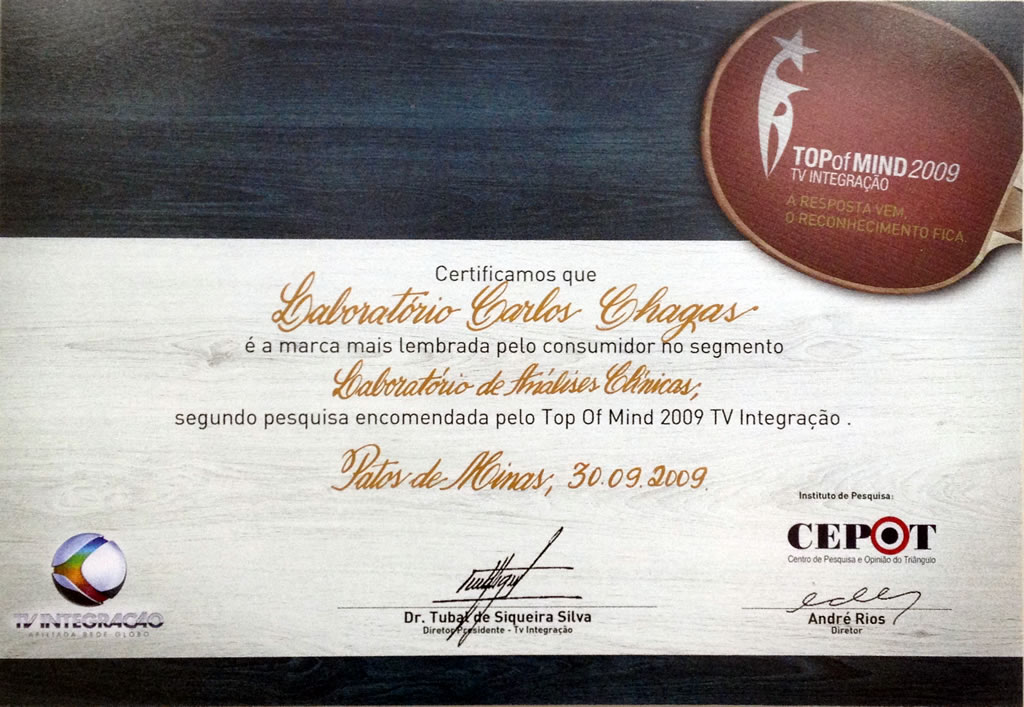 TOPofMIND2009
TV INTEGRAÇÃO
A RESPOSTA VEM,
O RECONHECIMENTO FICA.
Certificamos que
Laboratório Carlos Chagas
é a marca mais lembrada pelo consumidor no segmento
Laboratório de Análises Clínicas,
segundo pesquisa encomendada pelo Top Of Mind 2009 TV Integração .
Patos de Minas, 30.09.2009.
Instituto de Pesquisa:
CEPOT
Centro de Pesquisa e Opinião do Triângulo
TV INTEGRAÇÃO
AFILIADA REDE GLOBO
Dr. Tubal de Siqueira Silva
Diretor Presidente - Tv Integração
André Rios
Diretor